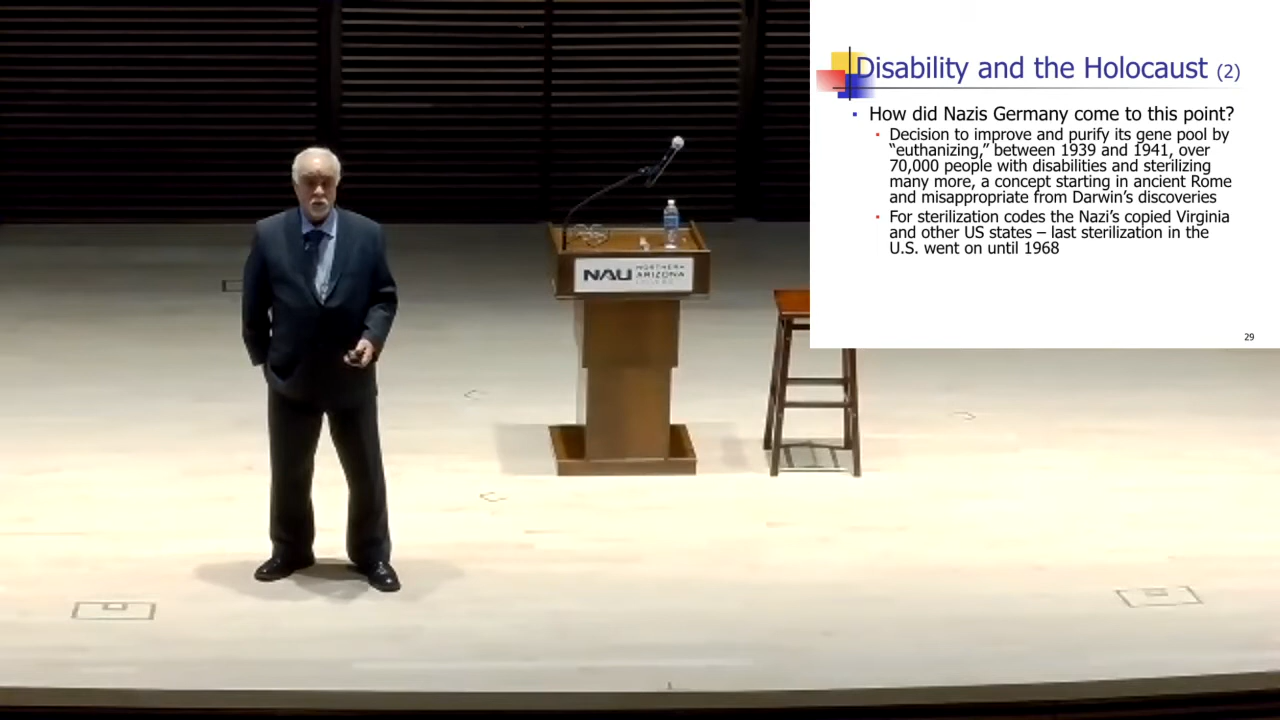 Disability and the Holocaust (2)
▪ How did Nazis Germany come to this point?
▪ Decision to improve and purify its gene pool by
“euthanizing,” between 1939 and 1941, over
70,000 people with disabilities and sterilizing
many more, a concept starting in ancient Rome
and misappropriate from Darwin’s discoveries
▪ For sterilization codes the Nazi’s copied Virginia
and other US states – last sterilization in the
U.S. went on until 1968
29
NAU NORTHERN
ARIZONA